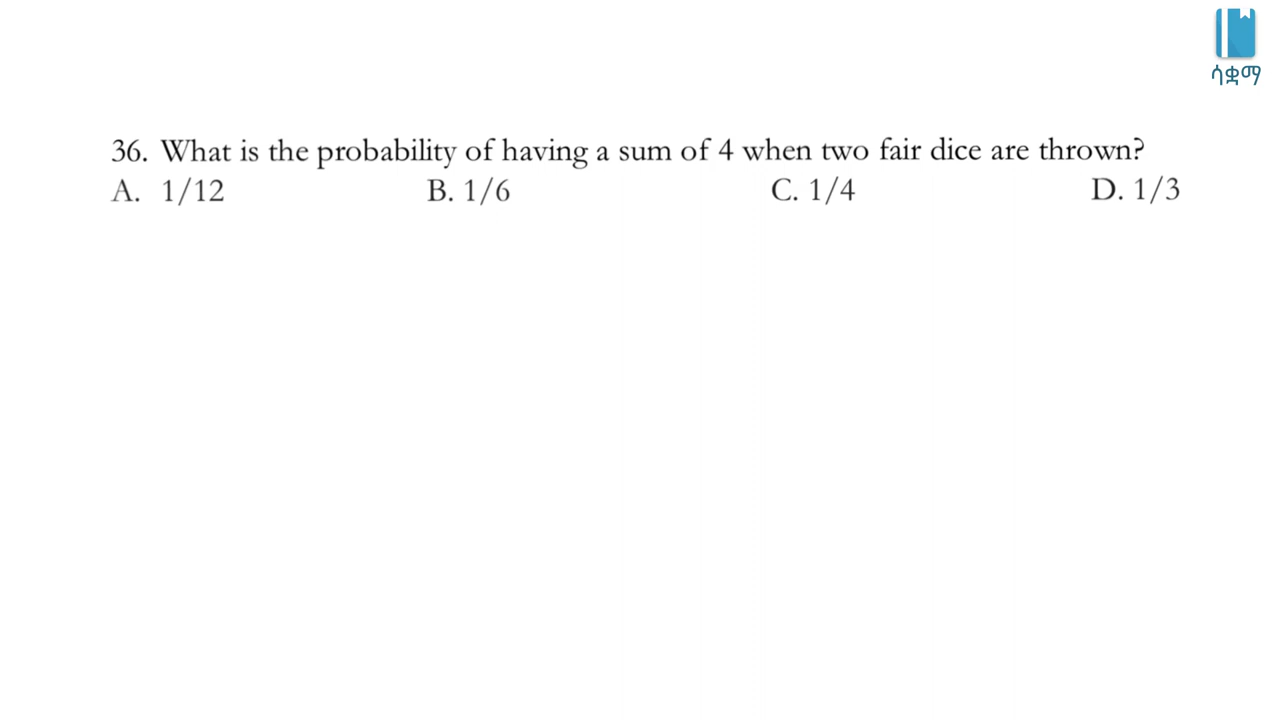 ሳቋማ
36. What is the probability of having a sum of 4 when two fair dice are thrown?
A. 1/12 B. 1/6 C. 1/4 D. 1/3